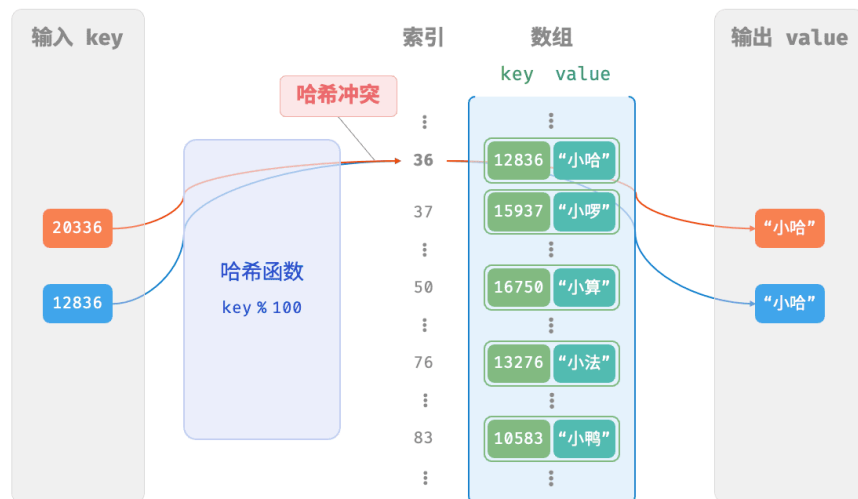 输入 key
索引
数组
输出 value
key value
哈希冲突
36
12836 “小哈”
37
15937 “小啰”
20336
“小哈”
哈希函数
key % 100
50
16750 “小算”
12836
“小哈”
76
13276 “小法”
83
10583 “小鸭”